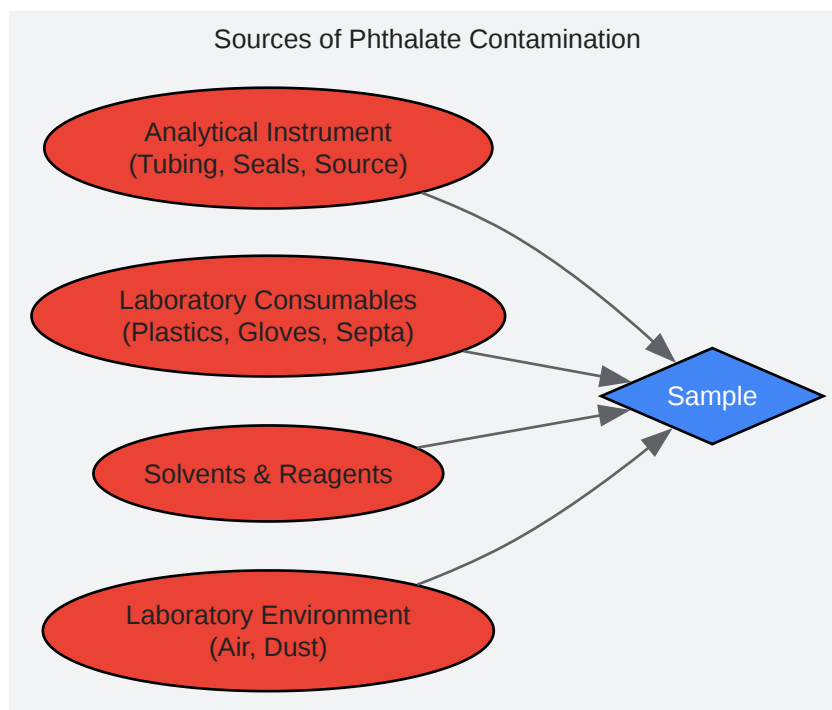 Sources of Phthalate Contamination
Analytical Instrument
(Tubing, Seals, Source)
Laboratory Consumables
(Plastics, Gloves, Septa)
Sample
Solvents & Reagents
Laboratory Environment
(Air, Dust)